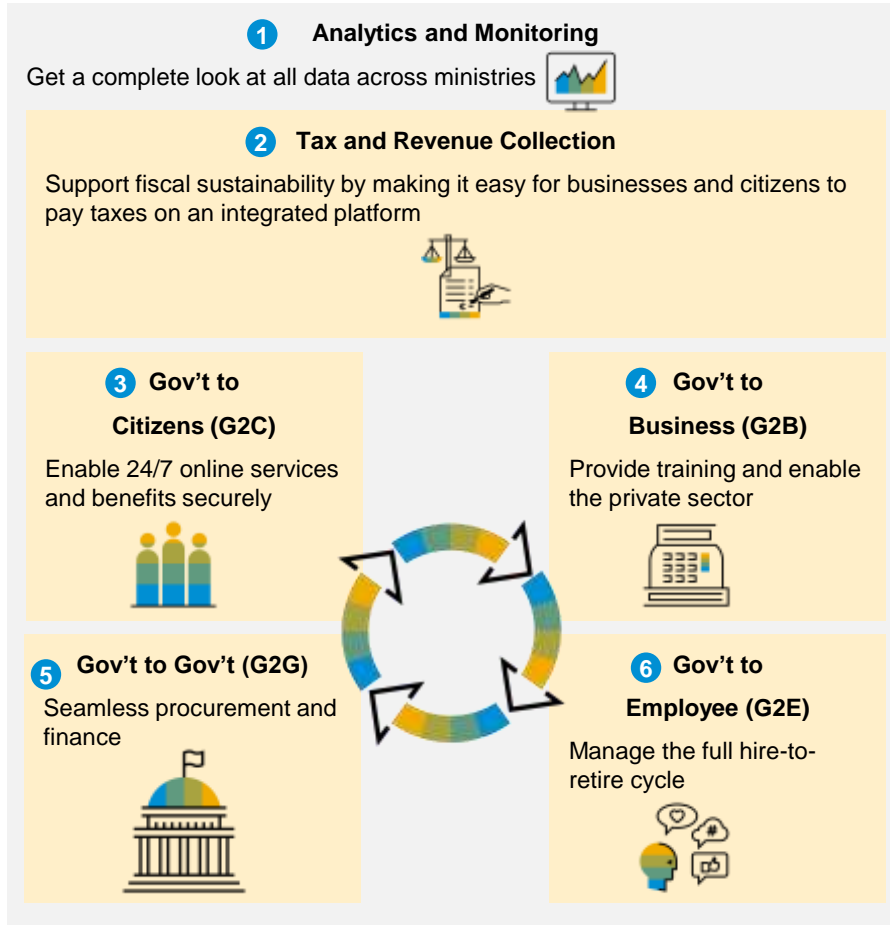 1 Analytics and Monitoring
Get a complete look at all data across ministries
2 Tax and Revenue Collection
Support fiscal sustainability by making it easy for businesses and citizens to
pay taxes on an integrated platform
3 Gov't to
Citizens (G2C)
Enable 24/7 online services
and benefits securely
4 Gov't to
Business (G2B)
Provide training and enable
the private sector
5 Gov't to Gov't (G2G)
Seamless procurement and
finance
6 Gov't to
Employee (G2E)
Manage the full hire-to-
retire cycle
#